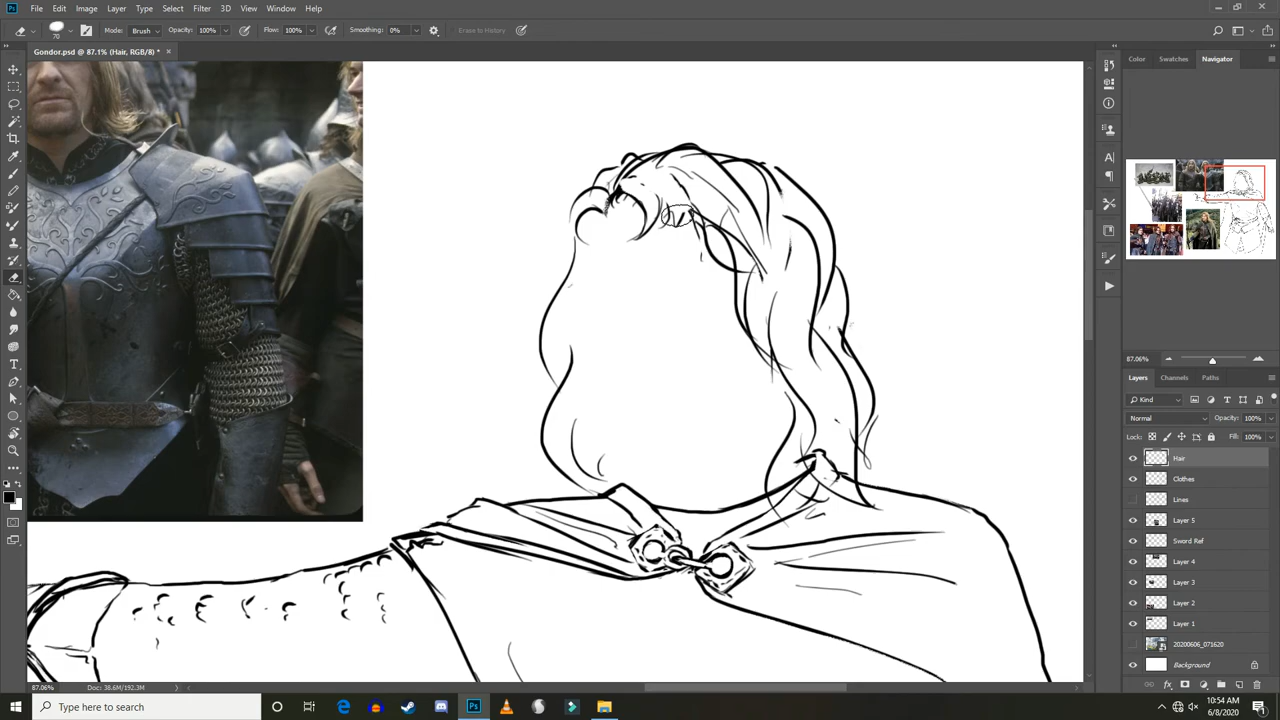 File Edit Image Layer Type Select Filter 3D View Window Help
70 Mode: Brush Opacity: 100% Flow: 100% Smoothing: 0% Erase to History
Gondor.psd @ 87.1% (Hair, RGB/8) *
Color Swatches Navigator
87.06%
Layers Channels Paths
Kind
Normal Opacity: 100%
Lock: Fill: 100%
Hair
Clothes
Lines
Layer 5
Sword Ref
Layer 4
Layer 3
Layer 2
Layer 1
20200606_071620
Background
87.06% Doc: 38.6M/192.3M
Type here to search
10:54 AM
6/8/2020